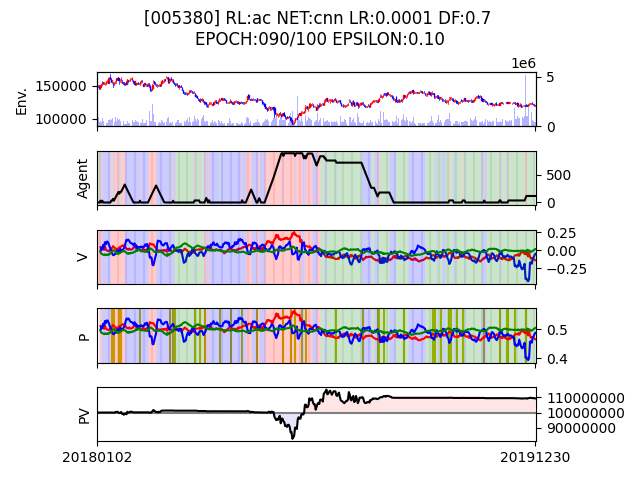 [005380] RL:ac NET:cnn LR:0.0001 DF:0.7
EPOCH:090/100 EPSILON:0.10
1e6
Env.
150000
100000
5
0
Agent
500
0
V
0.25
0.00
−0.25
P
0.5
0.4
PV
110000000
100000000
90000000
20180102
20191230